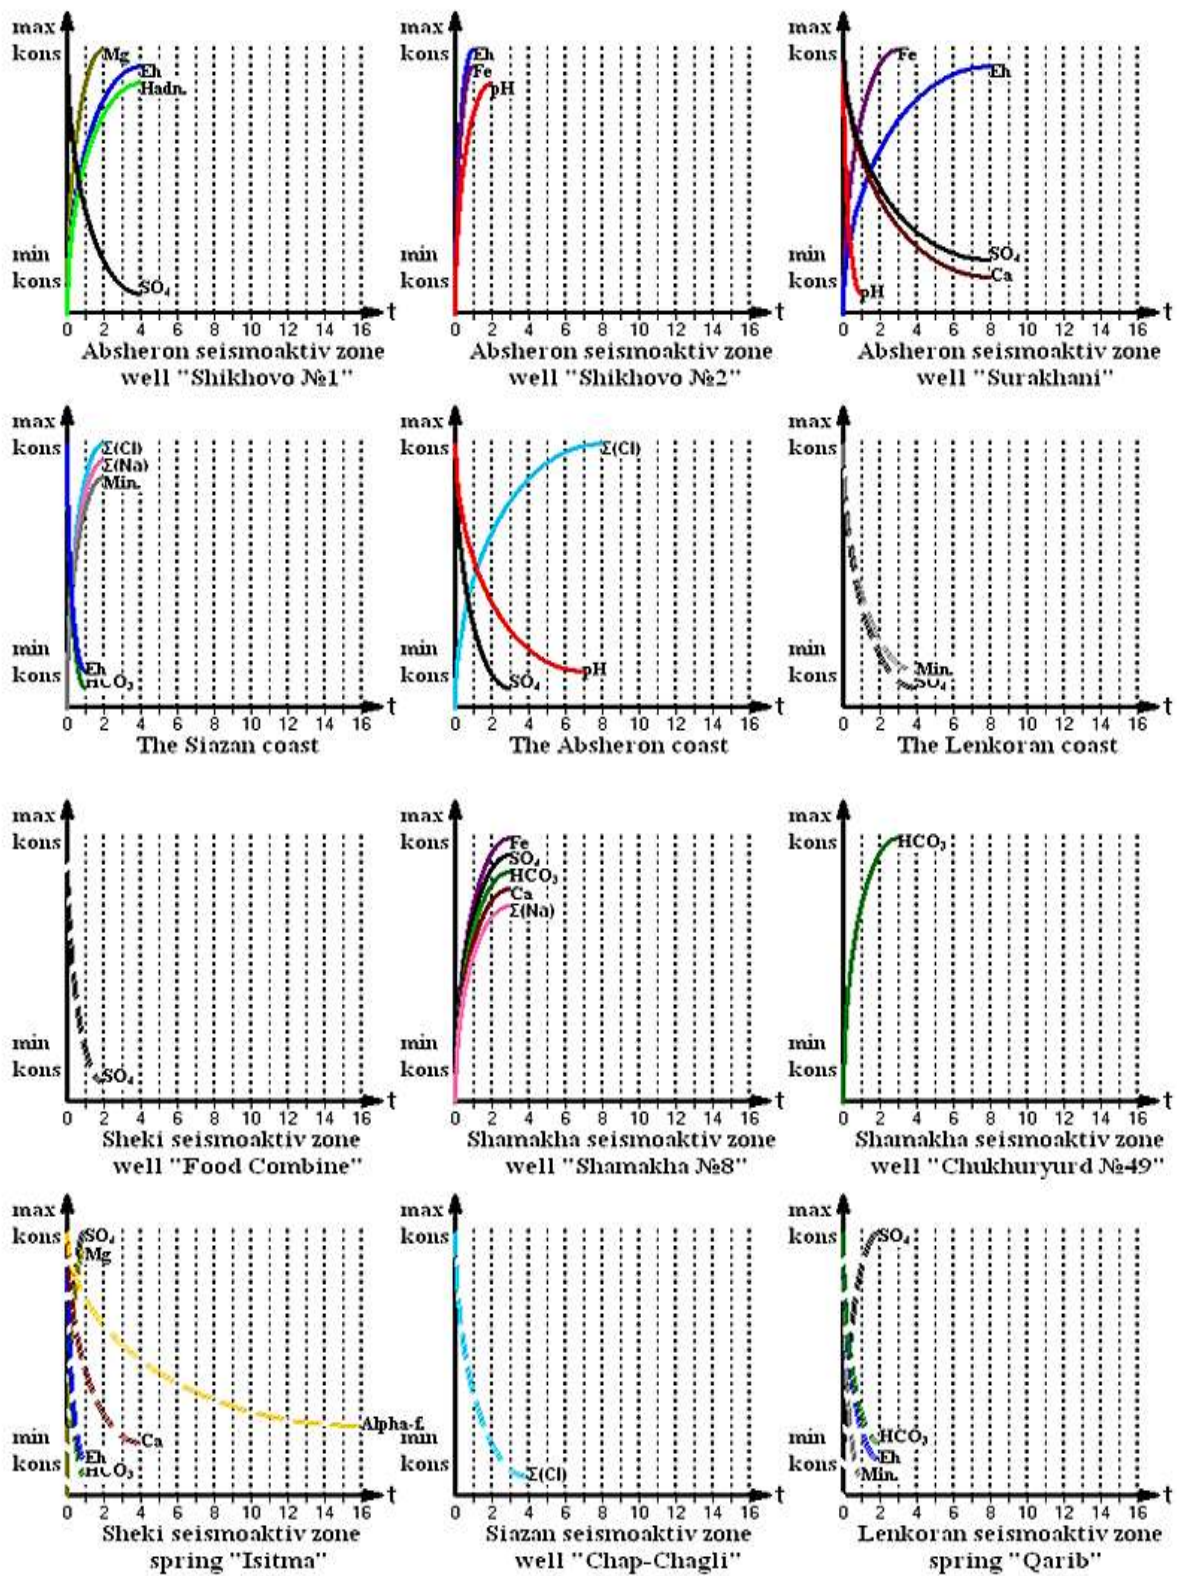 max
kons
Mg
Eh
Hadn.
min
kons
SO₄
t
0 2 4 6 8 10 12 14 16
Absheron seismoaktiv zone
well "Shikhovo №1"
max
kons
Eh
Fe
pH
min
kons
t
0 2 4 6 8 10 12 14 16
Absheron seismoaktiv zone
well "Shikhovo №2"
max
kons
Fe
Eh
min
kons
SO₄
Ca
pH
t
0 2 4 6 8 10 12 14 16
Absheron seismoaktiv zone
well "Surakhani"
max
kons
Σ(Cl)
Σ(Na)
Min.
min
kons
Eh
HCO₃
t
0 2 4 6 8 10 12 14 16
The Siazan coast
max
kons
Σ(Cl)
min
kons
pH
SO₄
t
0 2 4 6 8 10 12 14 16
The Absheron coast
max
kons
min
kons
Min.
SO₄
t
0 2 4 6 8 10 12 14 16
The Lenkoran coast
max
kons
min
kons
SO₄
t
0 2 4 6 8 10 12 14 16
Sheki seismoaktiv zone
well "Food Combine"
max
kons
Fe
SO₄
HCO₃
Ca
Σ(Na)
min
kons
t
0 2 4 6 8 10 12 14 16
Shamakha seismoaktiv zone
well "Shamakha №8"
max
kons
HCO₃
min
kons
t
0 2 4 6 8 10 12 14 16
Shamakha seismoaktiv zone
well "Chukhuryurd №49"
max
kons
SO₄
Mg
Alpha-f.
min
kons
Ca
Eh
HCO₃
t
0 2 4 6 8 10 12 14 16
Sheki seismoaktiv zone
spring "Isitma"
max
kons
min
kons
Σ(Cl)
t
0 2 4 6 8 10 12 14 16
Siazan seismoaktiv zone
well "Chap-Chagli"
max
kons
SO₄
min
kons
HCO₃
Eh
Min.
t
0 2 4 6 8 10 12 14 16
Lenkoran seismoaktiv zone
spring "Qarib"